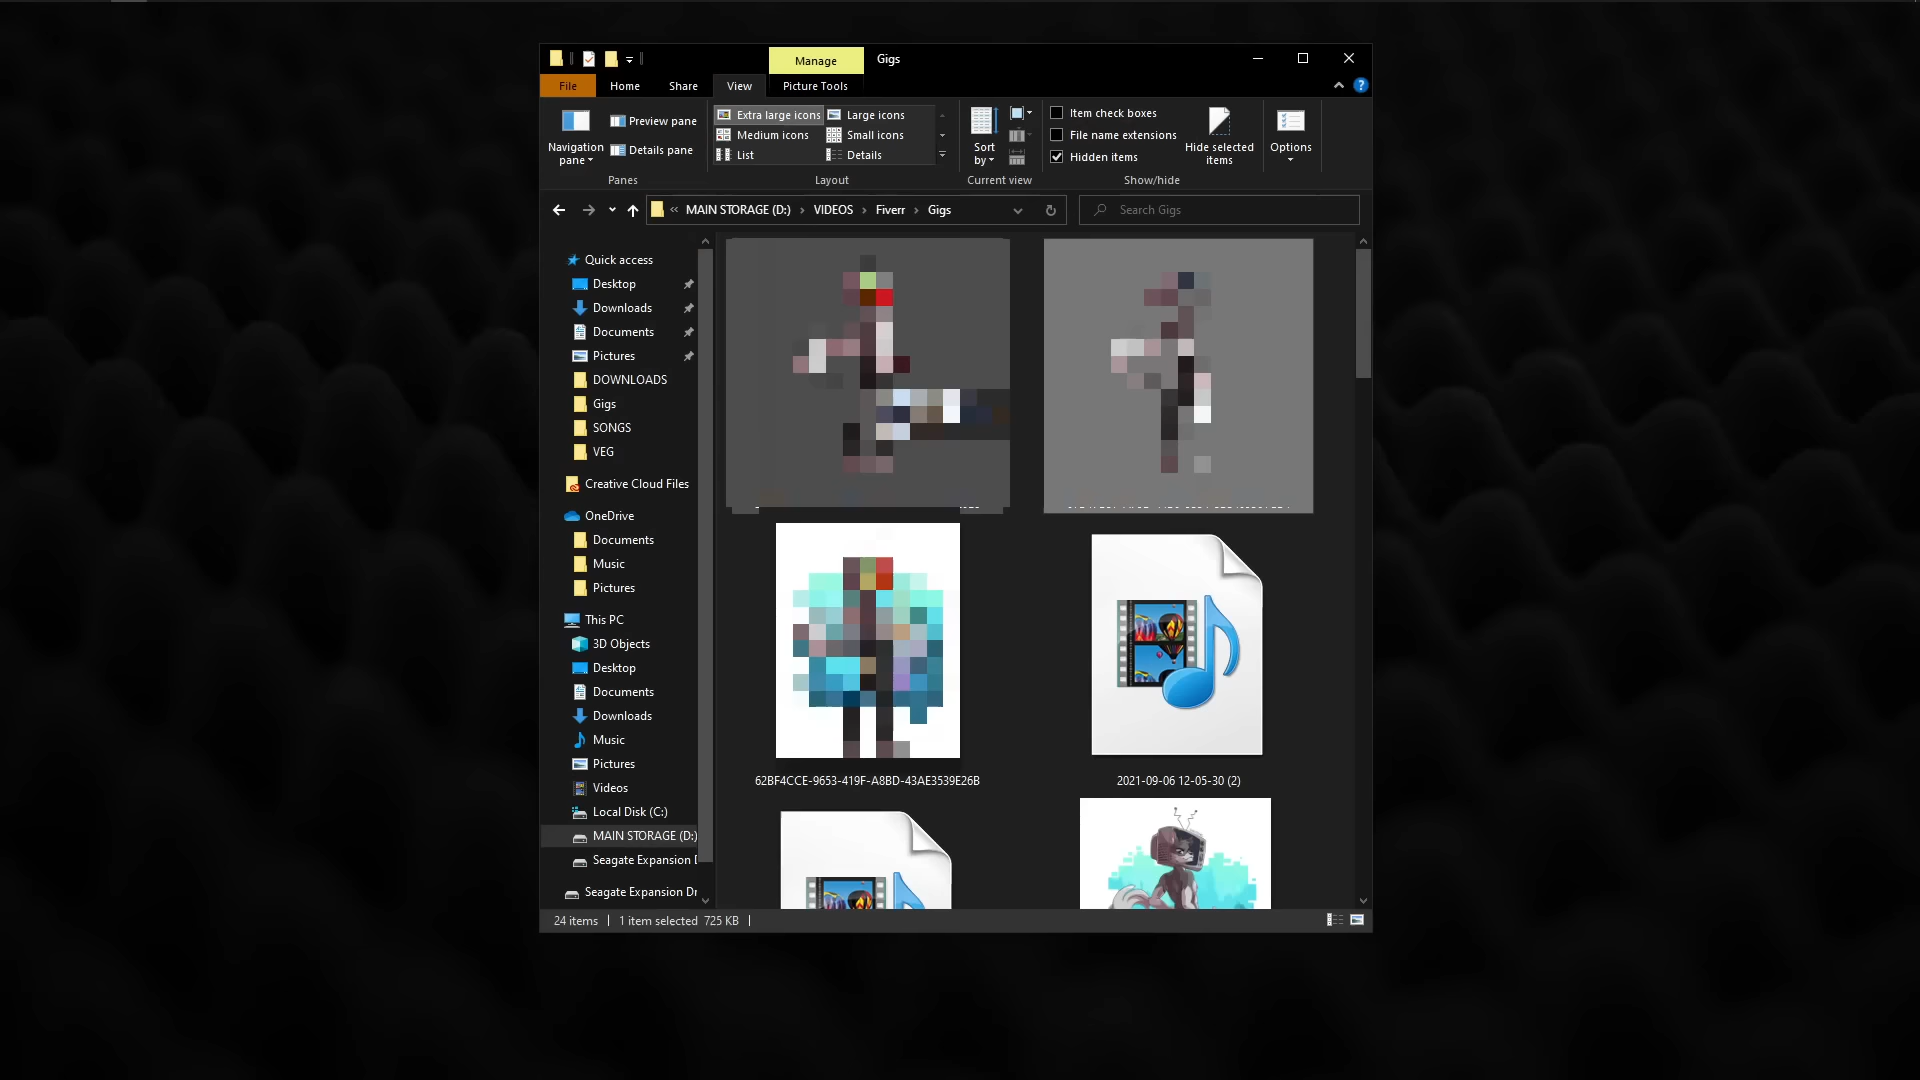 Manage
Gigs
File
Home
Share
View
Picture Tools
Navigation pane
Preview pane
Details pane
Panes
Extra large icons
Large icons
Medium icons
Small icons
List
Details
Layout
Sort by
Current view
Item check boxes
File name extensions
Hidden items
Hide selected items
Show/hide
Options
« MAIN STORAGE (D:) › VIDEOS › Fiverr › Gigs
Search Gigs
Quick access
Desktop
Downloads
Documents
Pictures
DOWNLOADS
Gigs
SONGS
VEG
Creative Cloud Files
OneDrive
Documents
Music
Pictures
This PC
3D Objects
Desktop
Documents
Downloads
Music
Pictures
Videos
Local Disk (C:)
MAIN STORAGE (D:)
Seagate Expansion
Seagate Expansion Dr
62BF4CCE-9653-419F-A8BD-43AE3539E26B
2021-09-06 12-05-30 (2)
24 items
1 item selected 725 KB